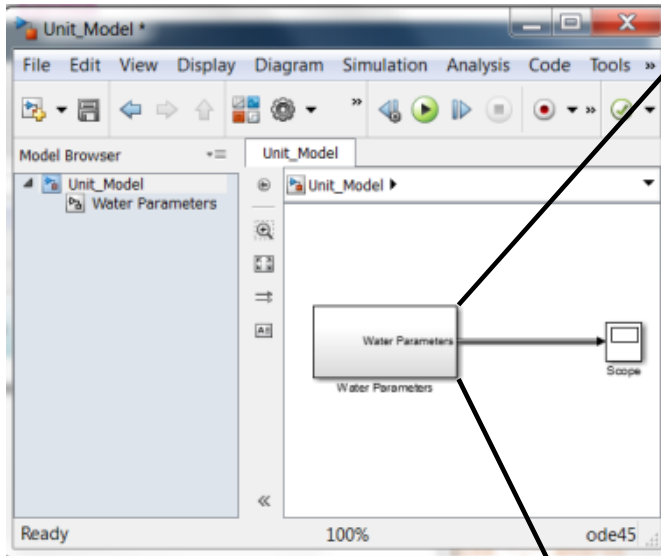 Unit_Model *
File Edit View Display Diagram Simulation Analysis Code Tools »
»
»
Model Browser
Unit_Model
Unit_Model
Unit_Model
Water Parameters
AE
Water Parameters
Water Parameters
Scope
Ready 100% ode45